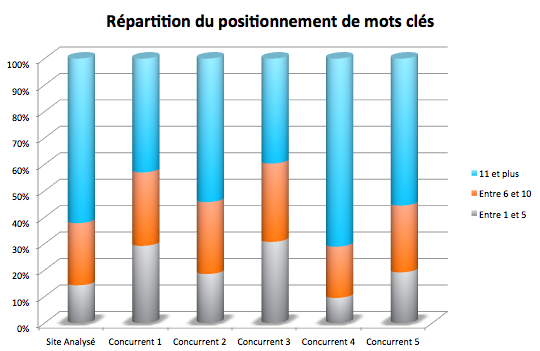 Répartition du positionnement de mots clés
100%
90%
80%
70%
60%
50%
40%
30%
20%
10%
0%
Site Analysé
Concurrent 1
Concurrent 2
Concurrent 3
Concurrent 4
Concurrent 5
11 et plus
Entre 6 et 10
Entre 1 et 5